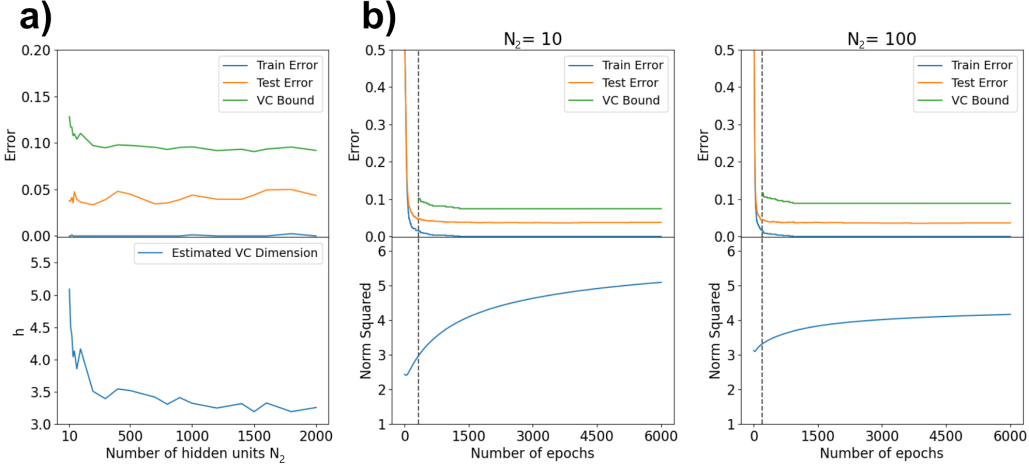 a)
0.20
0.15
0.10
0.05
0.00
Error
Train Error
Test Error
VC Bound
5.5
5.0
4.5
4.0
3.5
3.0
h
Estimated VC Dimension
10 500 1000 1500 2000
Number of hidden units N2
b)
N2= 10
0.5
0.4
0.3
0.2
0.1
0.0
Error
Train Error
Test Error
VC Bound
5
4
3
2
1
Norm Squared
0 1500 3000 4500 6000
Number of epochs
N2= 100
0.5
0.4
0.3
0.2
0.1
0.0
Error
Train Error
Test Error
VC Bound
5
4
3
2
1
Norm Squared
0 1500 3000 4500 6000
Number of epochs